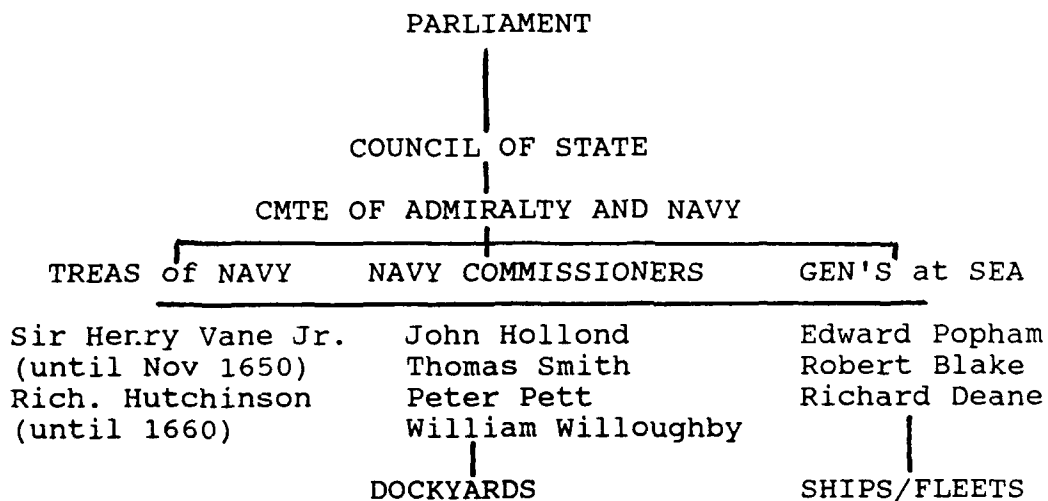 PARLIAMENT
COUNCIL OF STATE
CMTE OF ADMIRALTY AND NAVY
TREAS of NAVY NAVY COMMISSIONERS GEN'S at SEA
Sir Henry Vane Jr. John Hollond Edward Popham
(until Nov 1650) Thomas Smith Robert Blake
Rich. Hutchinson Peter Pett Richard Deane
(until 1660) William Willoughby
DOCKYARDS SHIPS/FLEETS